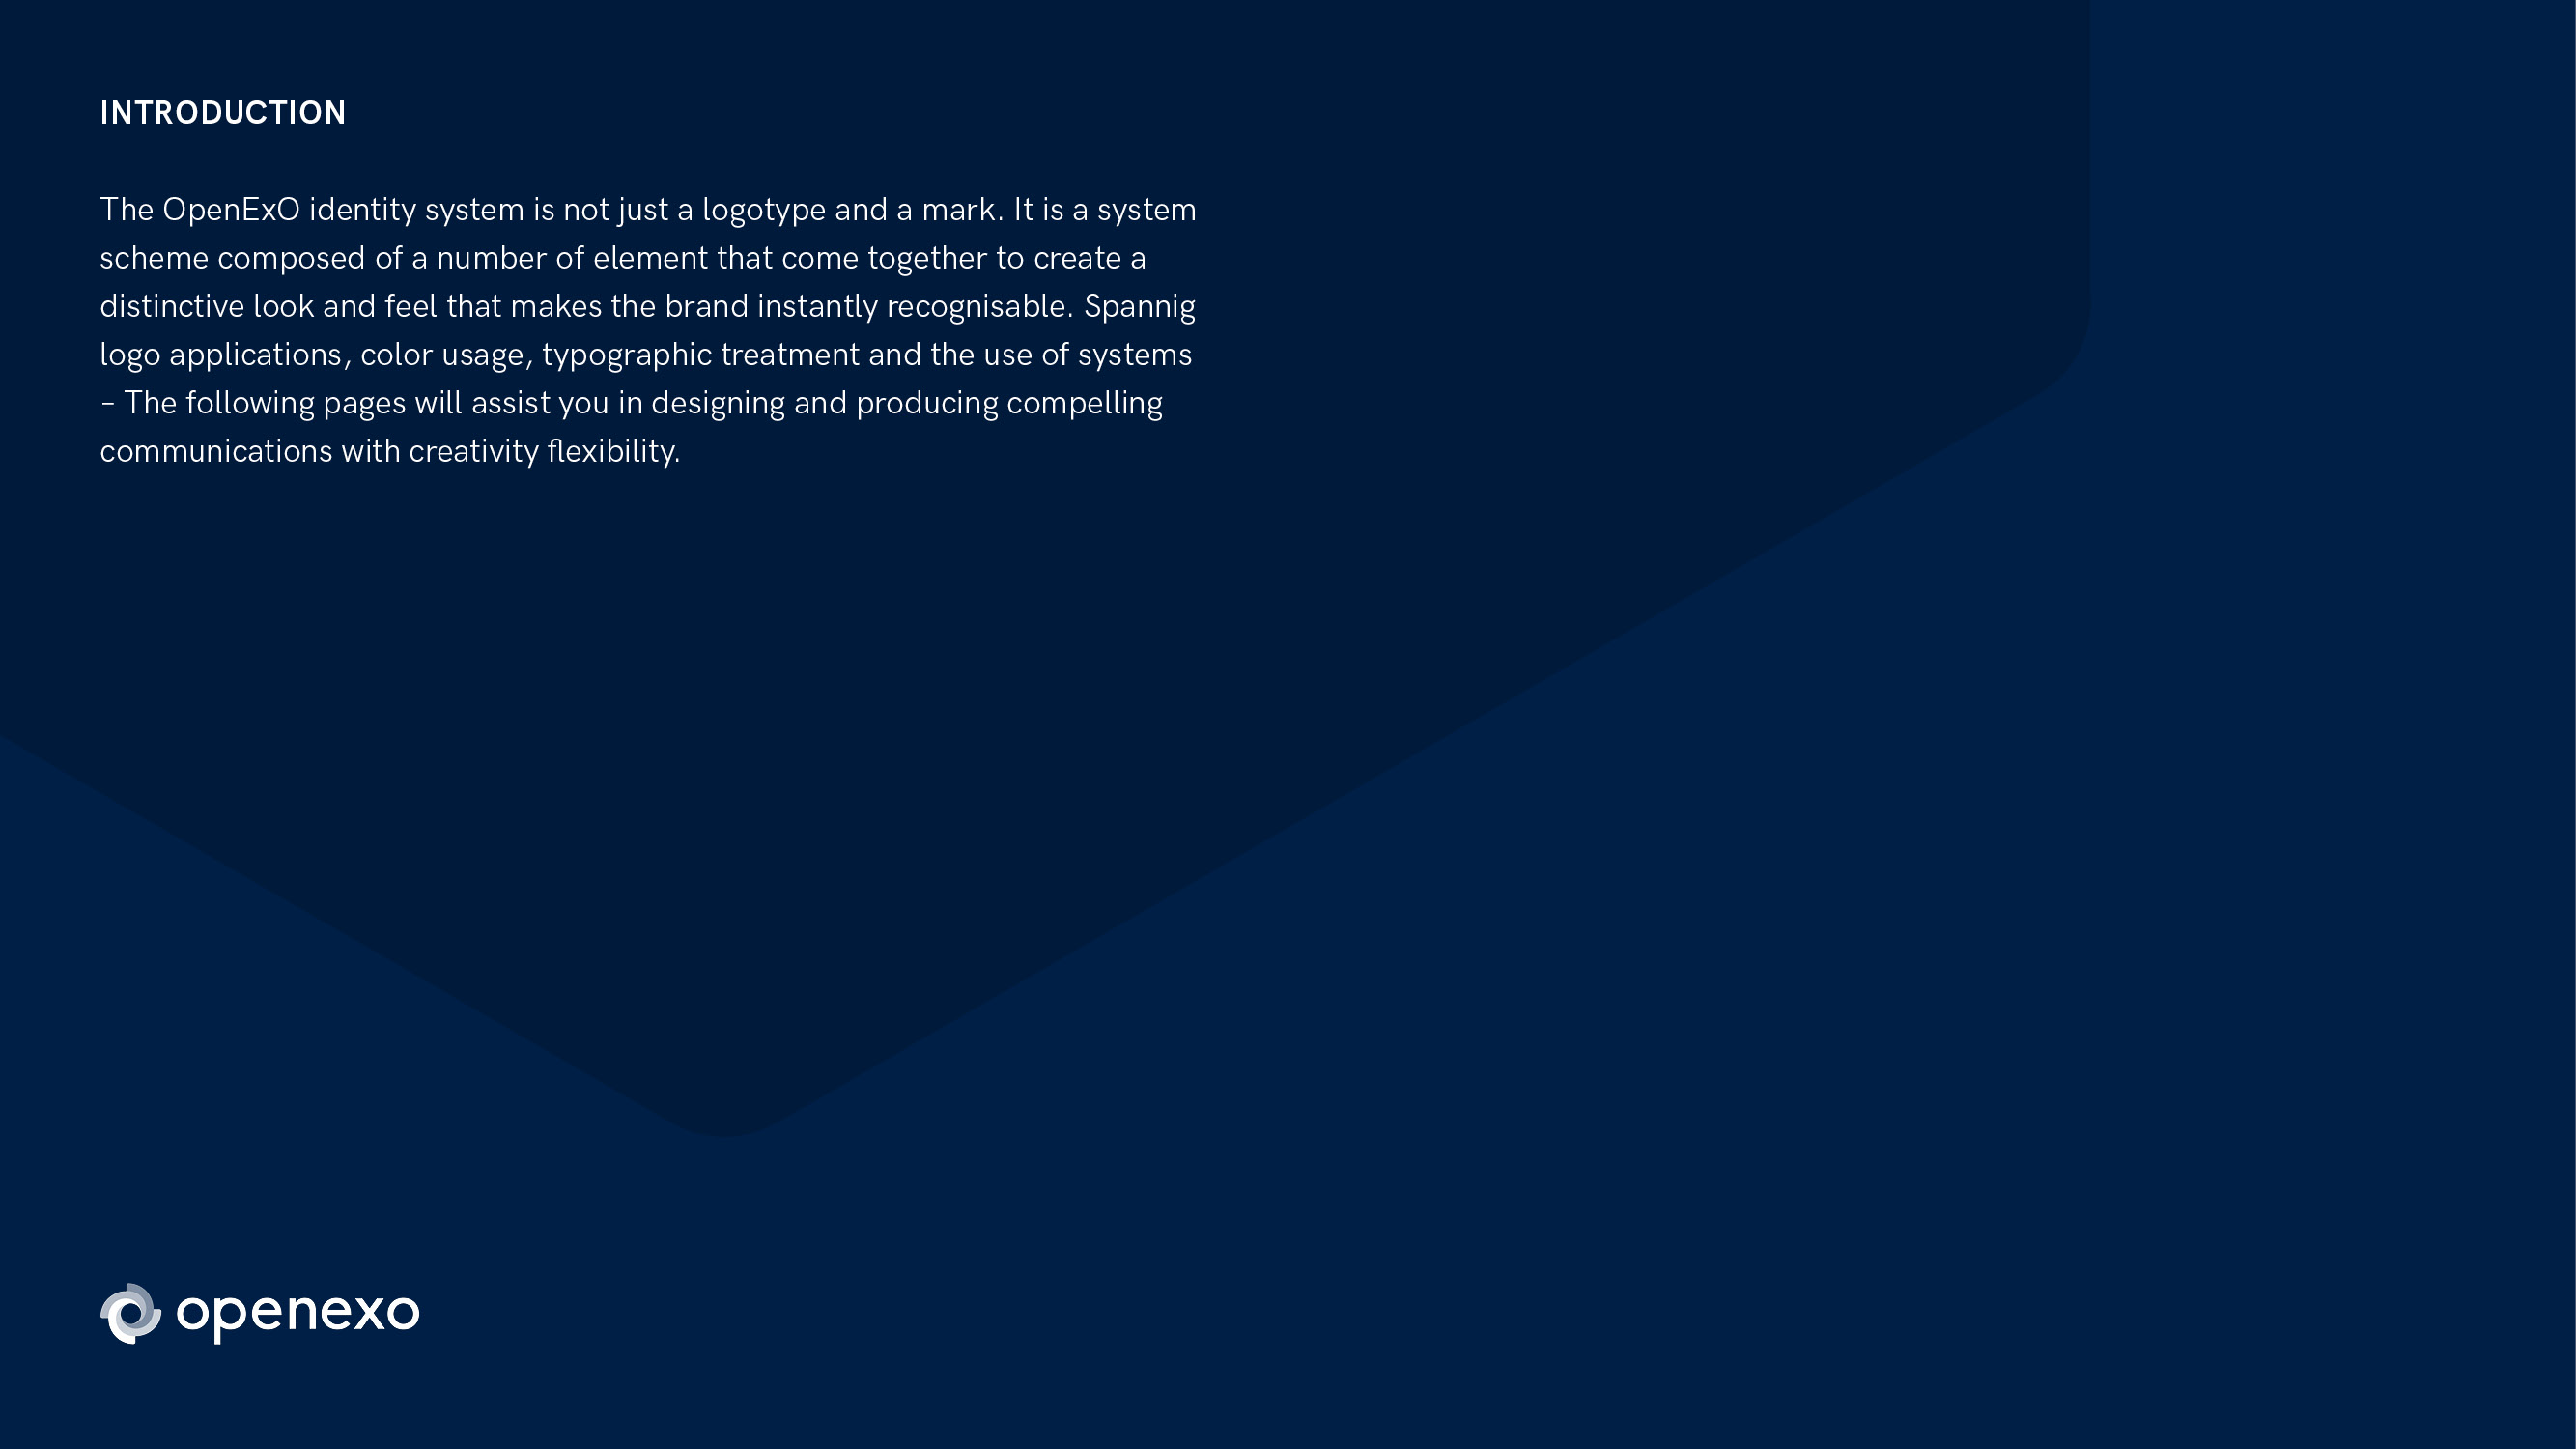 INTRODUCTION
The OpenExO identity system is not just a logotype and a mark. It is a system
scheme composed of a number of element that come together to create a
distinctive look and feel that makes the brand instantly recognisable. Spannig
logo applications, color usage, typographic treatment and the use of systems
– The following pages will assist you in designing and producing compelling
communications with creativity flexibility.
openexo